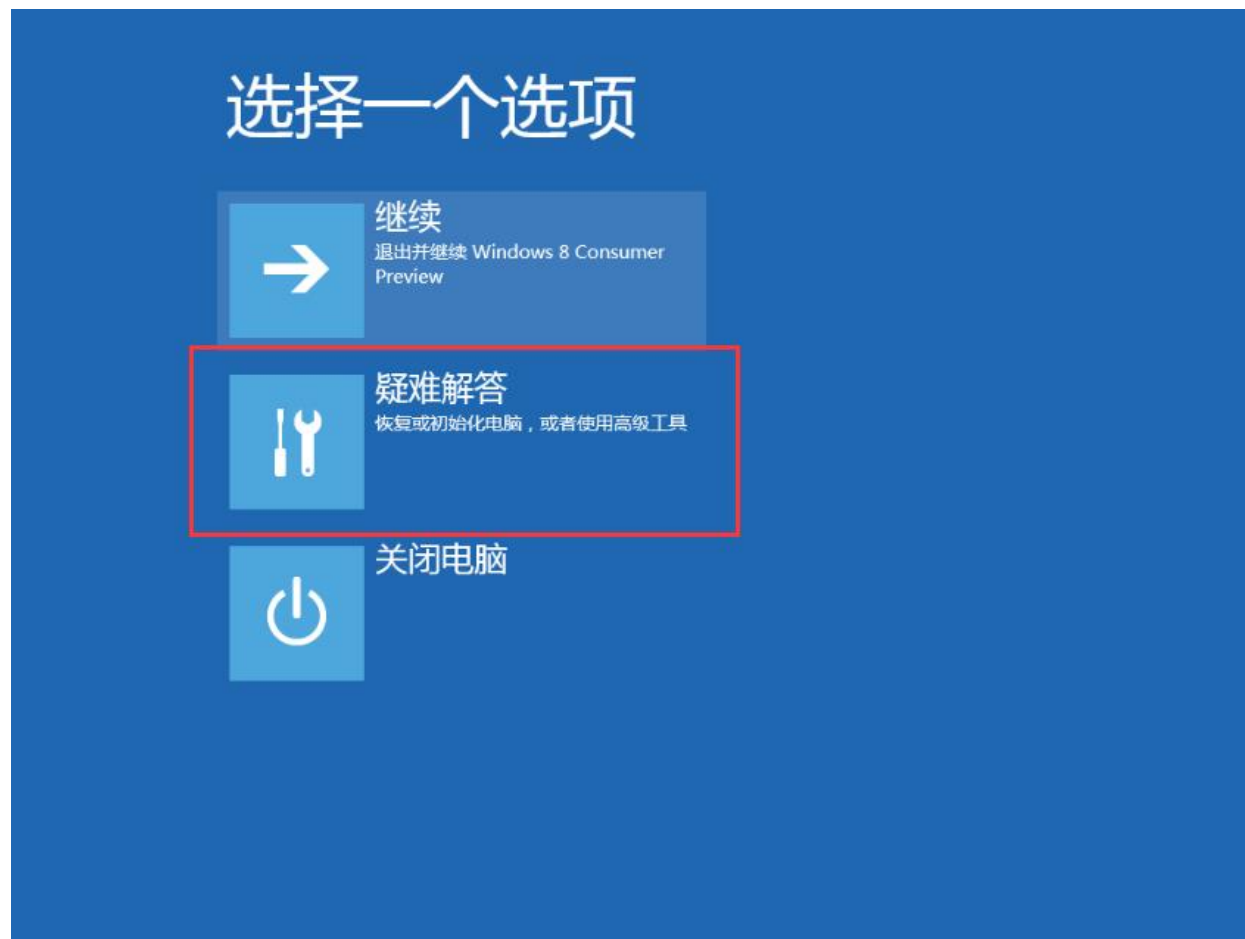 选择一个选项
继续
退出并继续 Windows 8 Consumer
Preview
疑难解答
恢复或初始化电脑，或者使用高级工具
关闭电脑